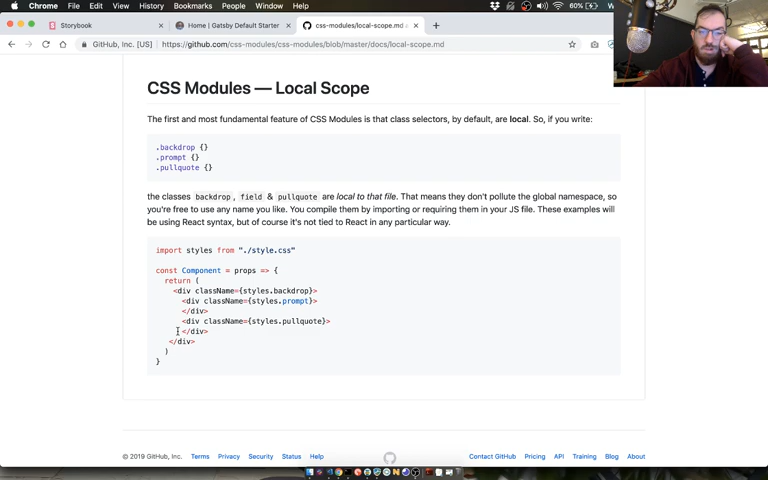 Chrome File Edit View History Bookmarks People Window Help 60%
Storybook
Home | Gatsby Default Starter
css-modules/local-scope.md a
GitHub, Inc. [US] | https://github.com/css-modules/css-modules/blob/master/docs/local-scope.md
CSS Modules — Local Scope
The first and most fundamental feature of CSS Modules is that class selectors, by default, are local. So, if you write:
.backdrop {}
.prompt {}
.pullquote {}
the classes backdrop, field & pullquote are local to that file. That means they don't pollute the global namespace, so
you're free to use any name you like. You compile them by importing or requiring them in your JS file. These examples will
be using React syntax, but of course it's not tied to React in any particular way.
import styles from "./style.css"
const Component = props => {
return (
<div className={styles.backdrop}>
<div className={styles.prompt}>
</div>
<div className={styles.pullquote}>
</div>
</div>
)
}
© 2019 GitHub, Inc. Terms Privacy Security Status Help Contact GitHub Pricing API Training Blog About